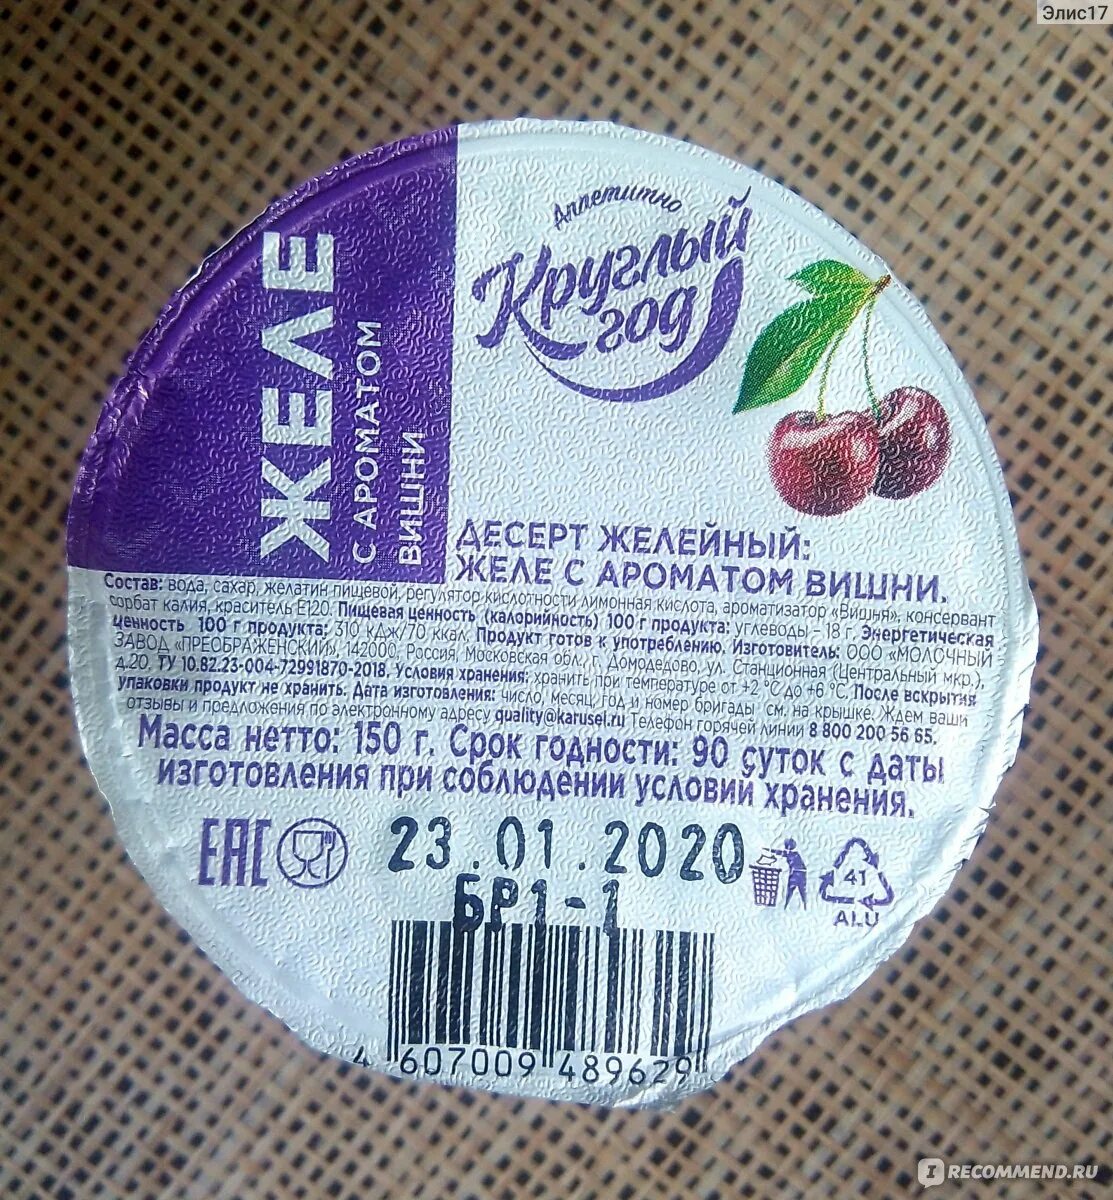 Элис17
Аппетитно
Круглый
год
ЖЕЛЕ
С АРОМАТОМ
ВИШНИ
ДЕСЕРТ ЖЕЛЕЙНЫЙ:
ЖЕЛЕ С АРОМАТОМ ВИШНИ.
Состав: вода, сахар, желатин пищевой, регулятор кислотности лимонная кислота, ароматизатор «Вишня», консервант
сорбат калия, краситель Е120. Пищевая ценность (калорийность) 100 г продукта: углеводы – 18 г. Энергетическая
ценность 100 г продукта: 310 кДж/70 ккал. Продукт готов к употреблению. Изготовитель: ООО «МОЛОЧНЫЙ
ЗАВОД «ПРЕОБРАЖЕНСКИЙ», 142000, Россия, Московская обл., г. Домодедово, ул. Станционная (Центральный мкр.),
д.20, ТУ 10.82.23-004-72991870-2018. Условия хранения: хранить при температуре от +2 °С до +6 °С. После вскрытия
упаковки продукт не хранить. Дата изготовления: число, месяц, год и номер бригады см. на крышке. Ждем ваши
отзывы и предложения по электронному адресу quality@karusel.ru Телефон горячей линии 8 800 200 56 65.
Масса нетто: 150 г. Срок годности: 90 суток с даты
изготовления при соблюдении условий хранения.
ЕАС
23.01.2020
БР1-1
41
ALU
4 607009 489629
IRECOMMEND.RU